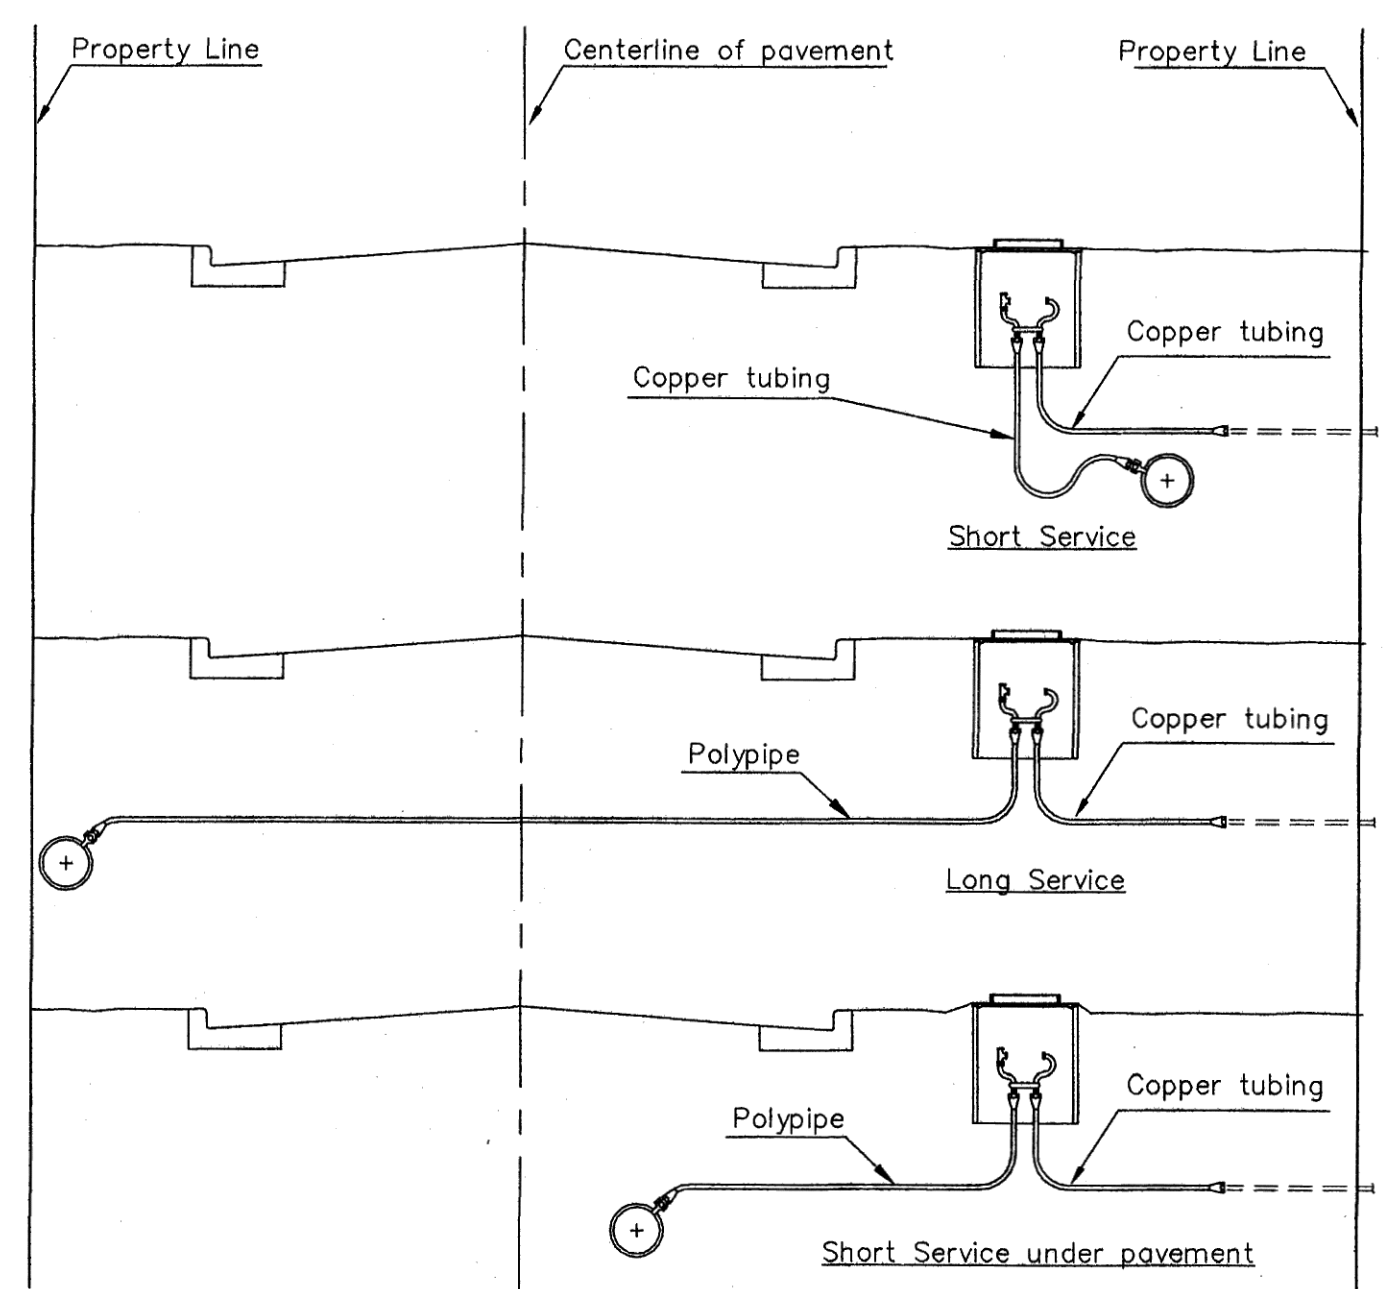 Property Line
Centerline of pavement
Property Line
Copper tubing
Copper tubing
Short Service
Copper tubing
Polypipe
Long Service
Copper tubing
Polypipe
Short Service under pavement